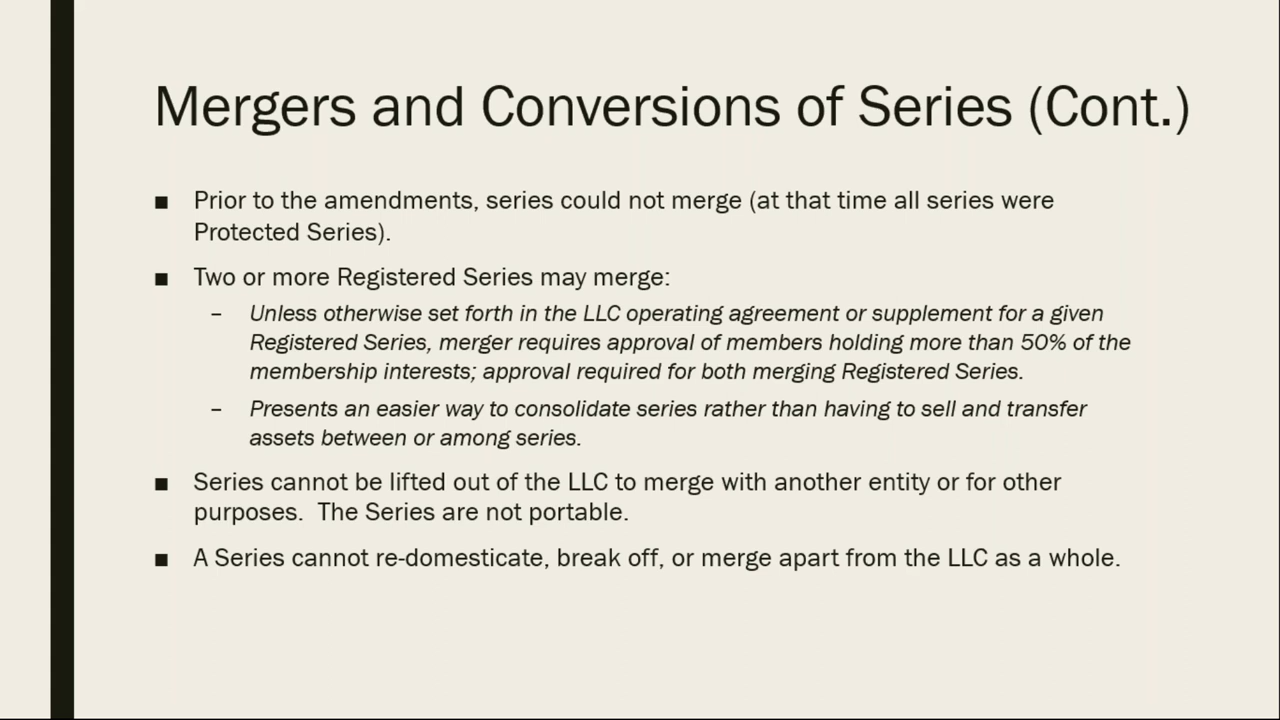 Mergers and Conversions of Series (Cont.)
■ Prior to the amendments, series could not merge (at that time all series were
Protected Series).
■ Two or more Registered Series may merge:
– Unless otherwise set forth in the LLC operating agreement or supplement for a given
Registered Series, merger requires approval of members holding more than 50% of the
membership interests; approval required for both merging Registered Series.
– Presents an easier way to consolidate series rather than having to sell and transfer
assets between or among series.
■ Series cannot be lifted out of the LLC to merge with another entity or for other
purposes.  The Series are not portable.
■ A Series cannot re-domesticate, break off, or merge apart from the LLC as a whole.